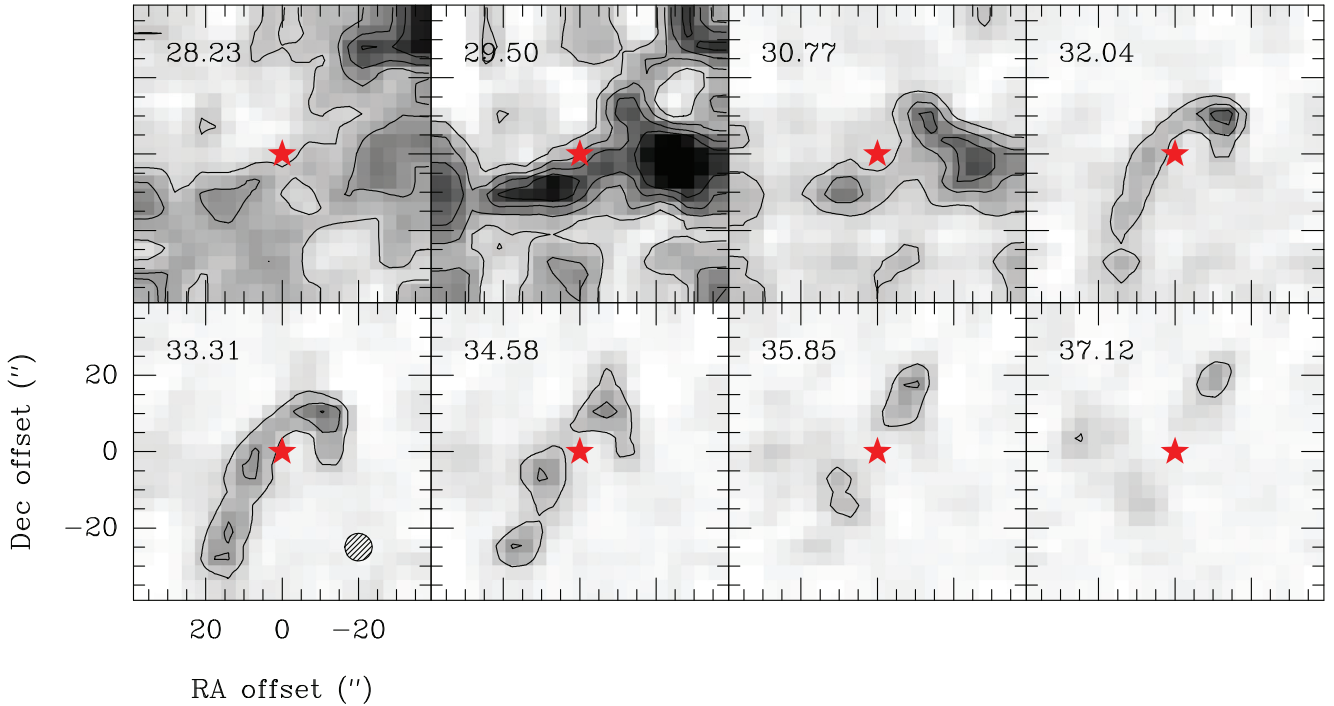 28.23 29.50 30.77 32.04
33.31 34.58 35.85 37.12
20
0
−20
Dec offset (″)
20 0 −20
RA offset (″)